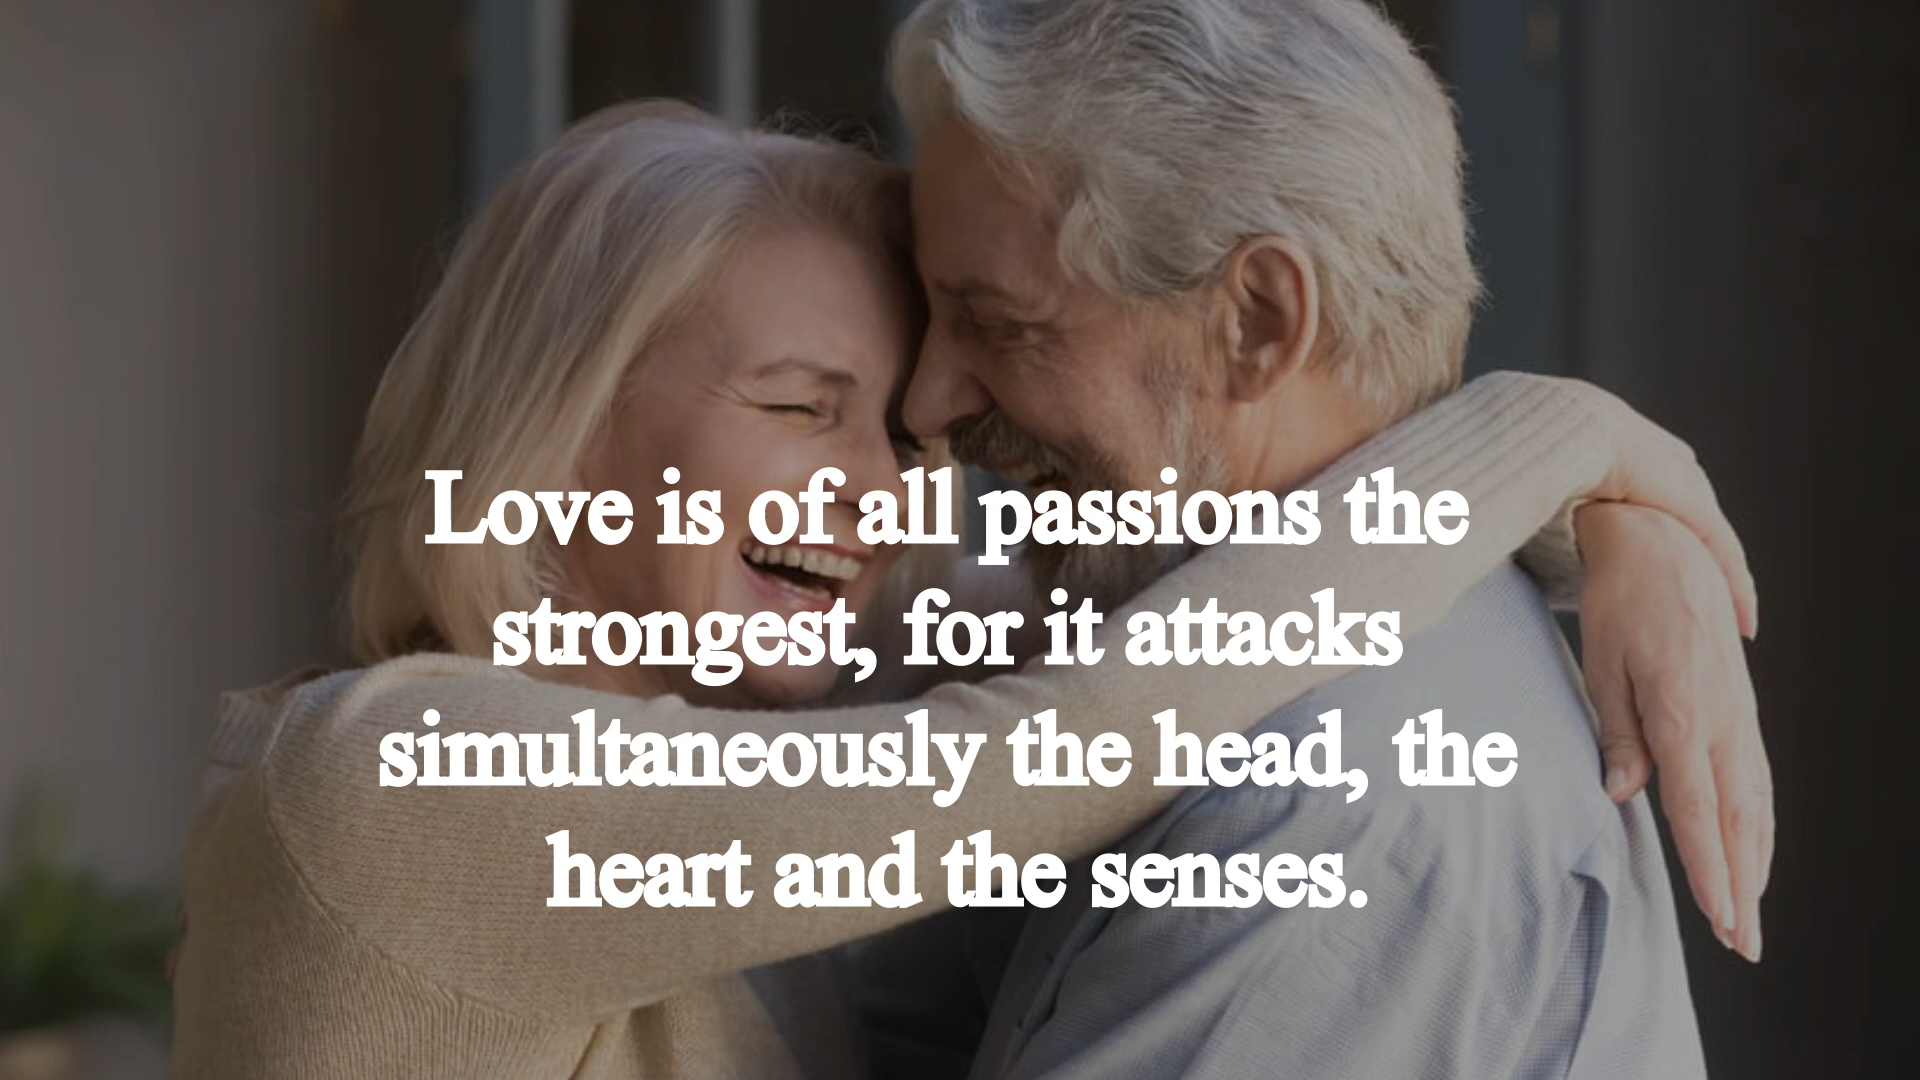 Love is of all passions the
strongest, for it attacks
simultaneously the head, the
heart and the senses.